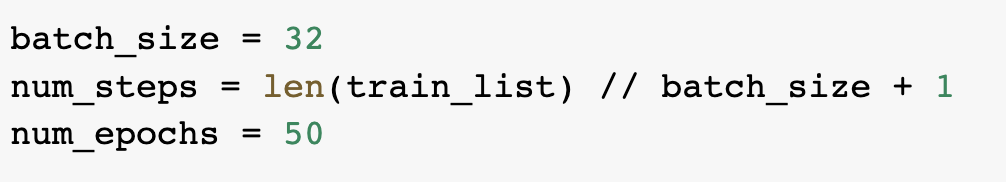 batch_size = 32
num_steps = len(train_list) // batch_size + 1
num_epochs = 50